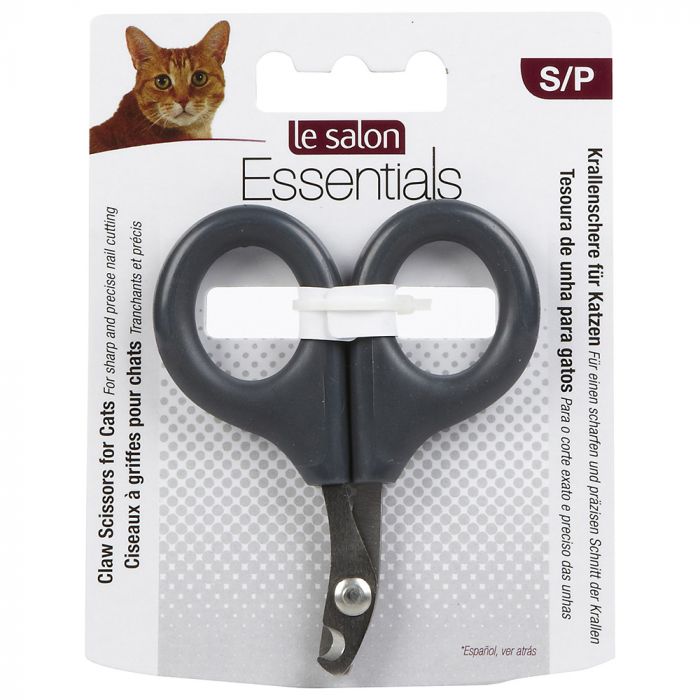 S/P
le salon
Essentials
Claw Scissors for Cats For sharp and precise nail cutting
Ciseaux à griffes pour chats Tranchants et précis
Krallenschere für Katzen Für einen scharfen und präzisen Schnitt der Krallen
Tesoura de unha para gatos Para o corte exato e preciso das unhas
*Español, ver atrás